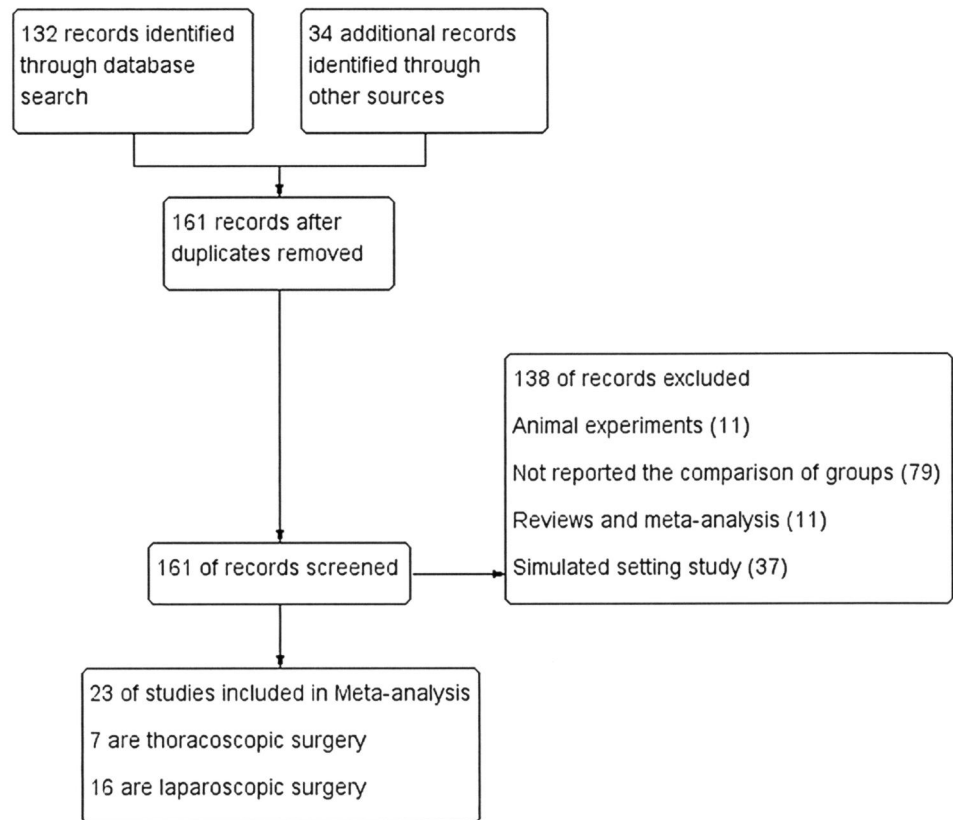 132 records identified
through database
search
34 additional records
identified through
other sources
161 records after
duplicates removed
138 of records excluded
Animal experiments (11)
Not reported the comparison of groups (79)
Reviews and meta-analysis (11)
Simulated setting study (37)
161 of records screened
23 of studies included in Meta-analysis
7 are thoracoscopic surgery
16 are laparoscopic surgery